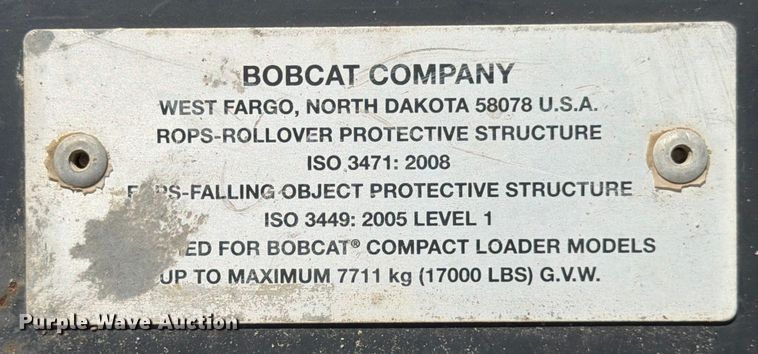 BOBCAT COMPANY
WEST FARGO, NORTH DAKOTA 58078 U.S.A.
ROPS-ROLLOVER PROTECTIVE STRUCTURE
ISO 3471: 2008
FOPS-FALLING OBJECT PROTECTIVE STRUCTURE
ISO 3449: 2005 LEVEL 1
FOR BOBCAT® COMPACT LOADER MODELS
UP TO MAXIMUM 7711 kg (17000 LBS) G.V.W.
Purple Wave Auction